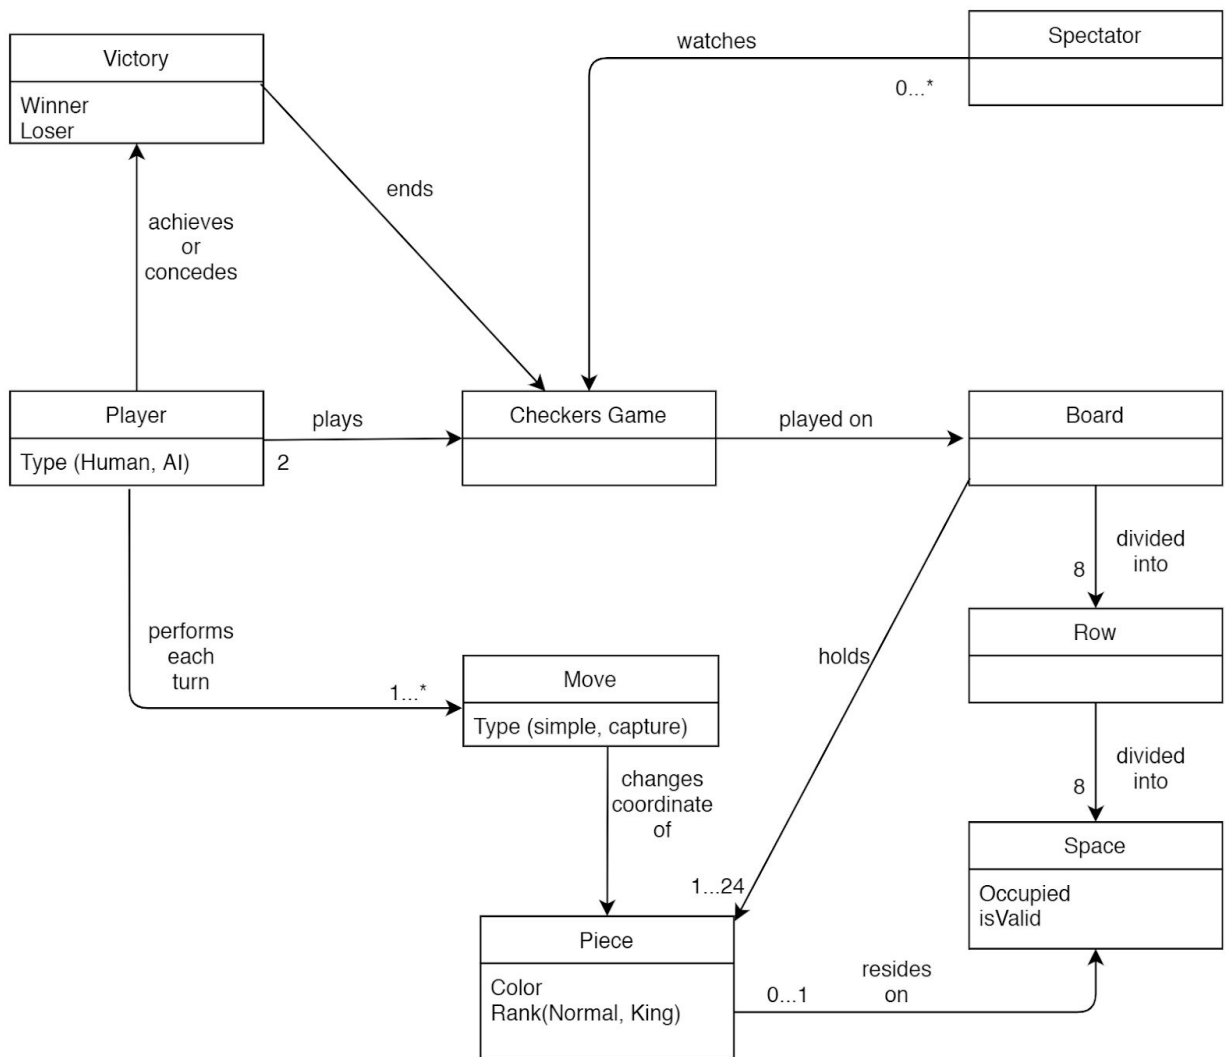 Victory
Winner
Loser
watches
Spectator
0...*
ends
achieves
or
concedes
Player
Type (Human, AI)
plays
2
Checkers Game
played on
Board
divided
into
8
performs
each
turn
1...*
Move
Type (simple, capture)
holds
Row
changes
coordinate
of
divided
into
8
1...24
Space
Occupied
isValid
Piece
Color
Rank(Normal, King)
0...1
resides
on